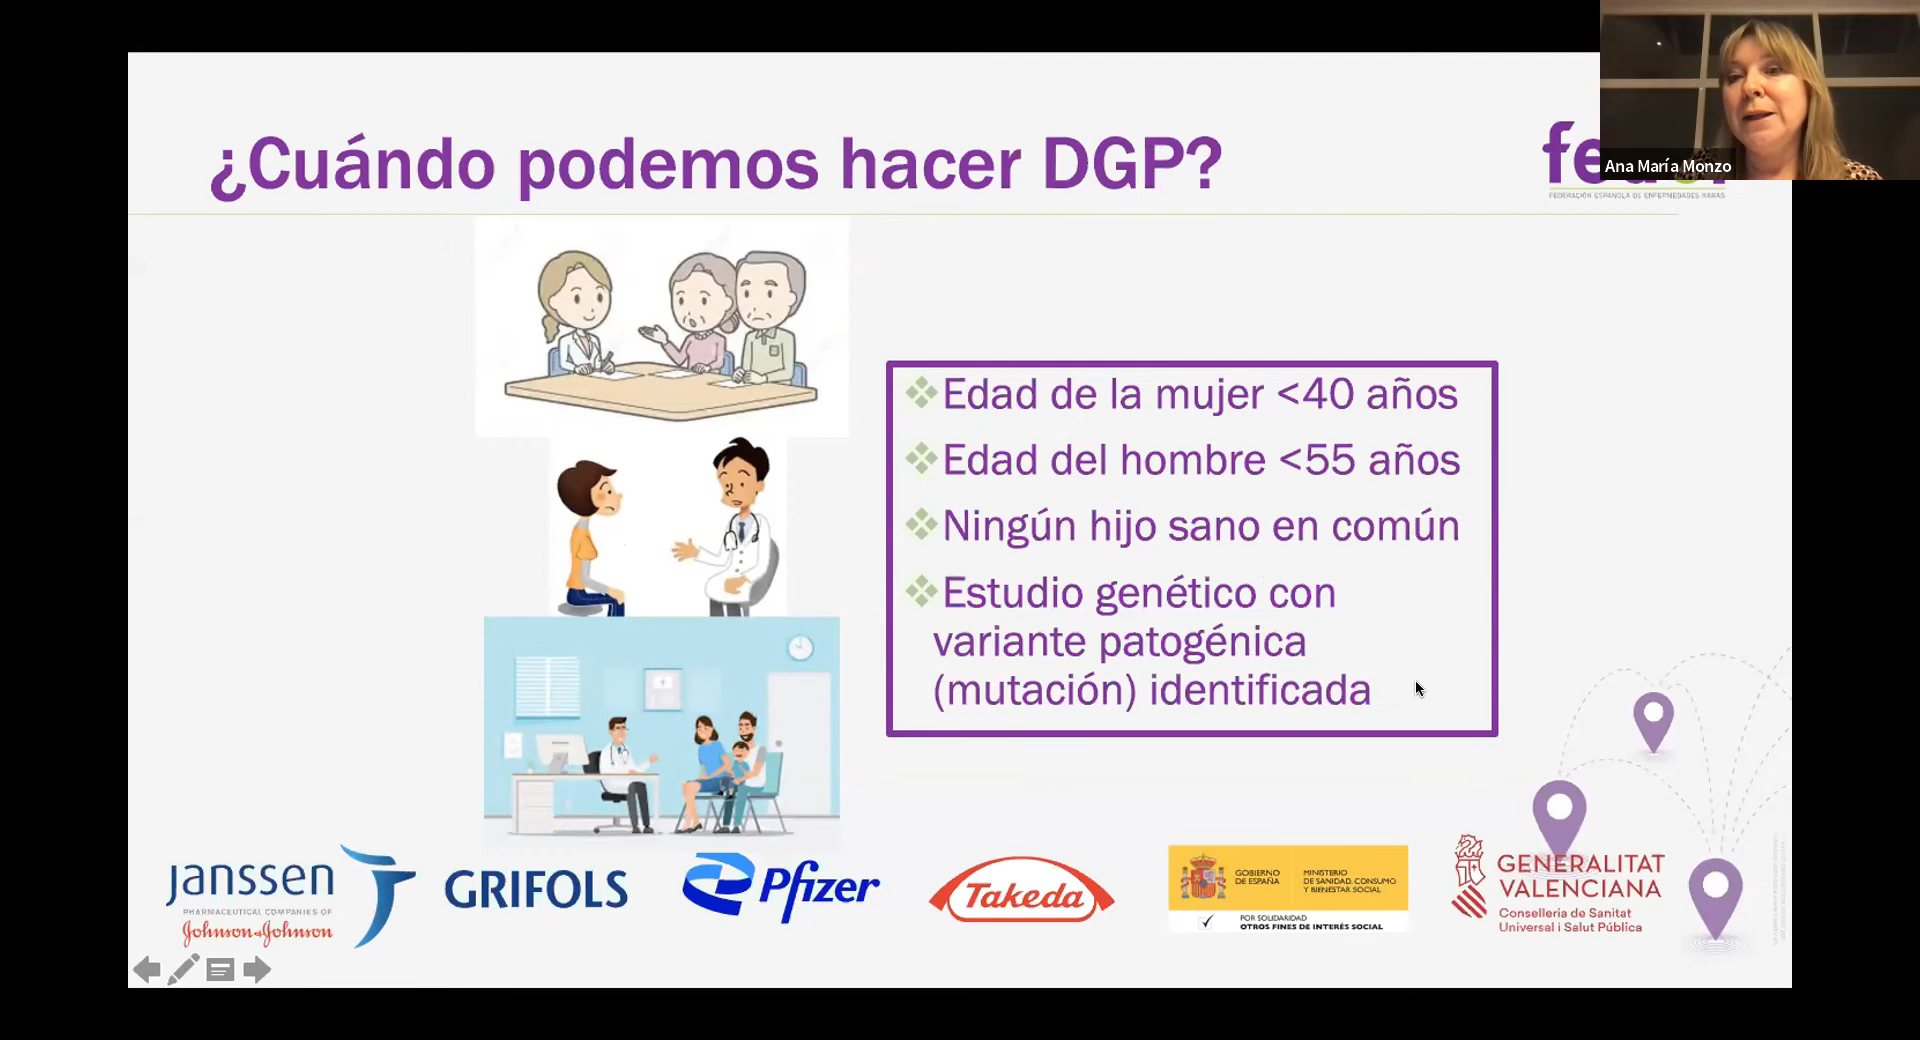 ¿Cuándo podemos hacer DGP?
Ana María Monzo
FEDERACIÓN ESPAÑOLA DE ENFERMEDADES RARAS
Edad de la mujer <40 años
Edad del hombre <55 años
Ningún hijo sano en común
Estudio genético con
variante patogénica
(mutación) identificada
Janssen
PHARMACEUTICAL COMPANIES OF
Johnson & Johnson
GRIFOLS
Pfizer
Takeda
GOBIERNO
DE ESPAÑA
MINISTERIO
DE SANIDAD, CONSUMO
Y BIENESTAR SOCIAL
POR SOLIDARIDAD
OTROS FINES DE INTERÉS SOCIAL
GENERALITAT
VALENCIANA
Conselleria de Sanitat
Universal i Salut Pública